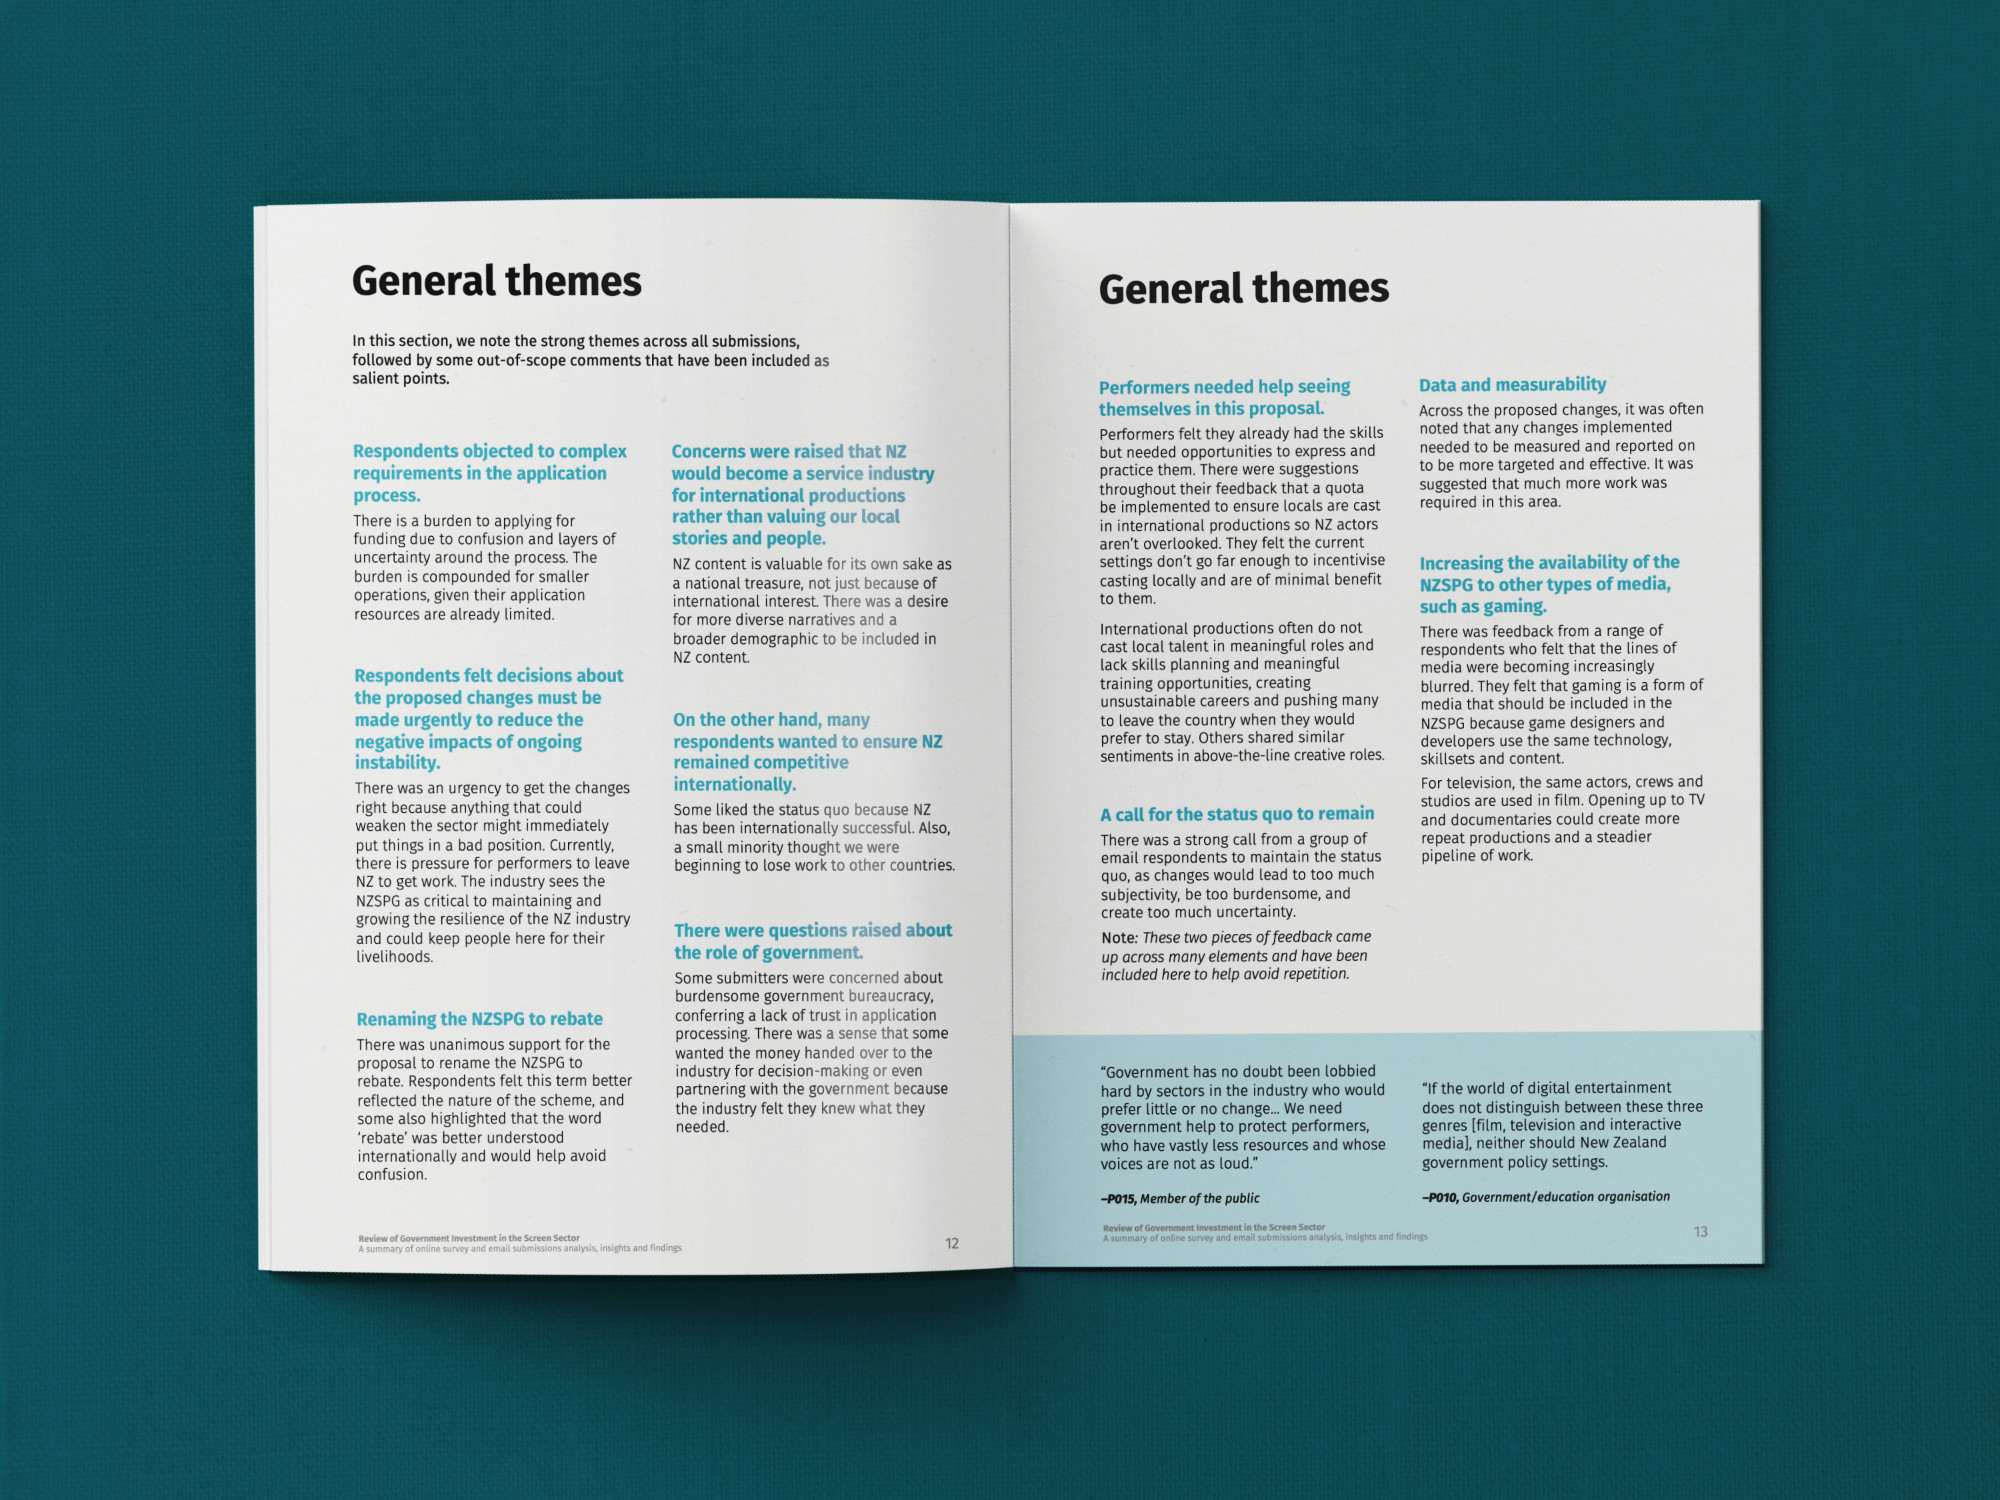 General themes
In this section, we note the strong themes across all submissions,
followed by some out-of-scope comments that have been included as
salient points.
Respondents objected to complex
requirements in the application
process.
There is a burden to applying for
funding due to confusion and layers of
uncertainty around the process. The
burden is compounded for smaller
operations, given their application
resources are already limited.
Respondents felt decisions about
the proposed changes must be
made urgently to reduce the
negative impacts of ongoing
instability.
There was an urgency to get the changes
right because anything that could
weaken the sector might immediately
put things in a bad position. Currently,
there is pressure for performers to leave
NZ to get work. The industry sees the
NZSPG as critical to maintaining and
growing the resilience of the NZ industry
and could keep people here for their
livelihoods.
Renaming the NZSPG to rebate
There was unanimous support for the
proposal to rename the NZSPG to
rebate. Respondents felt this term better
reflected the nature of the scheme, and
some also highlighted that the word
‘rebate’ was better understood
internationally and would help avoid
confusion.
Concerns were raised that NZ
would become a service industry
for international productions
rather than valuing our local
stories and people.
NZ content is valuable for its own sake as
a national treasure, not just because of
international interest. There was a desire
for more diverse narratives and a
broader demographic to be included in
NZ content.
On the other hand, many
respondents wanted to ensure NZ
remained competitive
internationally.
Some liked the status quo because NZ
has been internationally successful. Also,
a small minority thought we were
beginning to lose work to other countries.
There were questions raised about
the role of government.
Some submitters were concerned about
burdensome government bureaucracy,
conferring a lack of trust in application
processing. There was a sense that some
wanted the money handed over to the
industry for decision-making or even
partnering with the government because
the industry felt they knew what they
needed.
Review of Government Investment in the Screen Sector
A summary of online survey and email submissions analysis, insights and findings
12
General themes
Performers needed help seeing
themselves in this proposal.
Performers felt they already had the skills
but needed opportunities to express and
practice them. There were suggestions
throughout their feedback that a quota
be implemented to ensure locals are cast
in international productions so NZ actors
aren’t overlooked. They felt the current
settings don’t go far enough to incentivise
casting locally and are of minimal benefit
to them.
International productions often do not
cast local talent in meaningful roles and
lack skills planning and meaningful
training opportunities, creating
unsustainable careers and pushing many
to leave the country when they would
prefer to stay. Others shared similar
sentiments in above-the-line creative roles.
A call for the status quo to remain
There was a strong call from a group of
email respondents to maintain the status
quo, as changes would lead to too much
subjectivity, be too burdensome, and
create too much uncertainty.
Note: These two pieces of feedback came
up across many elements and have been
included here to help avoid repetition.
Data and measurability
Across the proposed changes, it was often
noted that any changes implemented
needed to be measured and reported on
to be more targeted and effective. It was
suggested that much more work was
required in this area.
Increasing the availability of the
NZSPG to other types of media,
such as gaming.
There was feedback from a range of
respondents who felt that the lines of
media were becoming increasingly
blurred. They felt that gaming is a form of
media that should be included in the
NZSPG because game designers and
developers use the same technology,
skillsets and content.
For television, the same actors, crews and
studios are used in film. Opening up to TV
and documentaries could create more
repeat productions and a steadier
pipeline of work.
“Government has no doubt been lobbied
hard by sectors in the industry who would
prefer little or no change... We need
government help to protect performers,
who have vastly less resources and whose
voices are not as loud.”
–P015, Member of the public
“If the world of digital entertainment
does not distinguish between these three
genres [film, television and interactive
media], neither should New Zealand
government policy settings.
–P010, Government/education organisation
Review of Government Investment in the Screen Sector
A summary of online survey and email submissions analysis, insights and findings
13